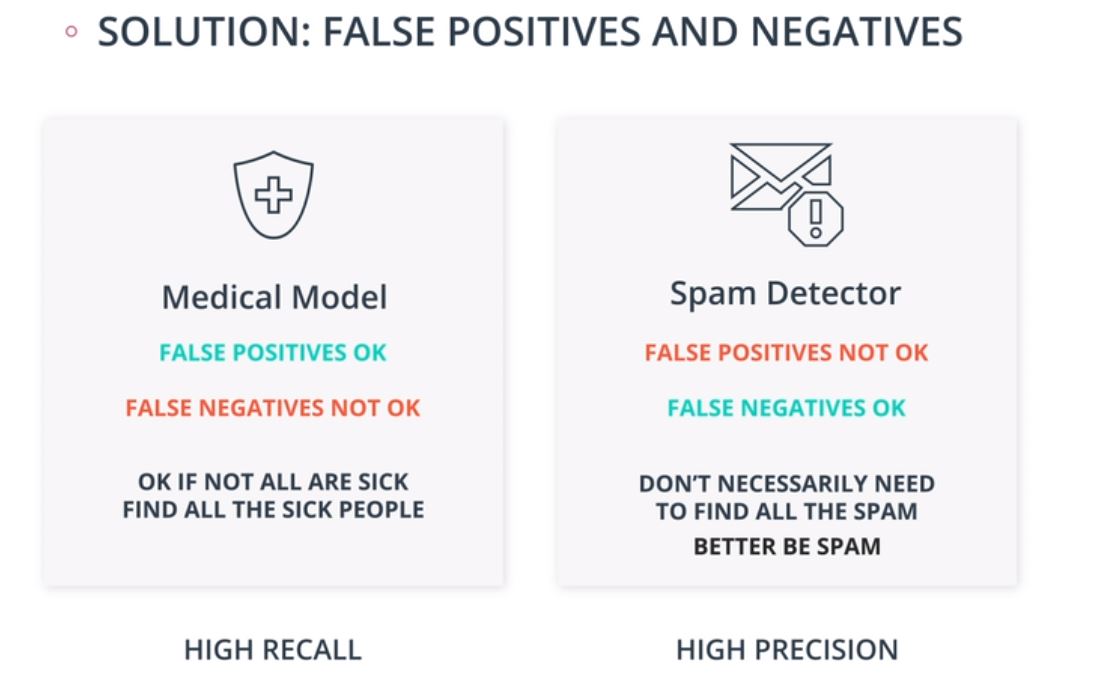 SOLUTION: FALSE POSITIVES AND NEGATIVES
Medical Model
FALSE POSITIVES OK
FALSE NEGATIVES NOT OK
OK IF NOT ALL ARE SICK
FIND ALL THE SICK PEOPLE
HIGH RECALL
Spam Detector
FALSE POSITIVES NOT OK
FALSE NEGATIVES OK
DON'T NECESSARILY NEED
TO FIND ALL THE SPAM
BETTER BE SPAM
HIGH PRECISION